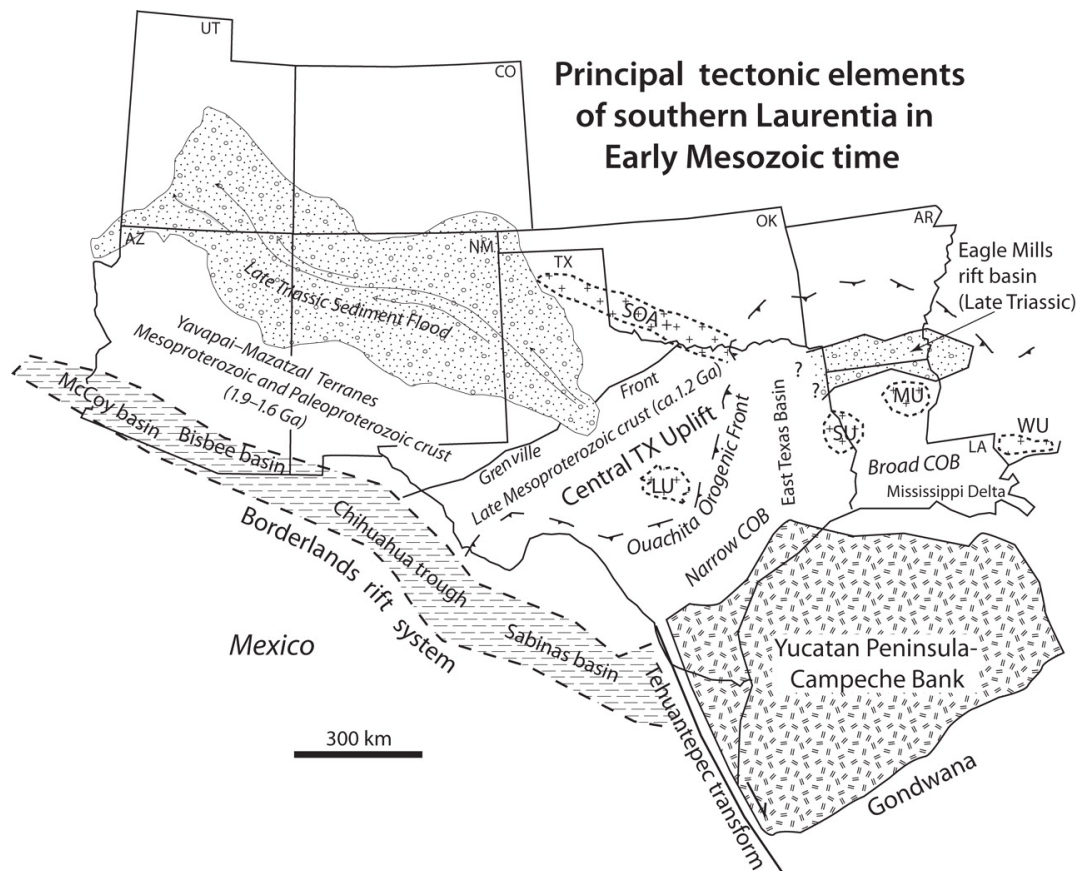 UT
CO
Principal tectonic elements
of southern Laurentia in
Early Mesozoic time
OK
AR
AZ
NM
TX
Eagle Mills
rift basin
(Late Triassic)
Late Triassic Sediment Flood
SOA
Yavapai–Mazatzal Terranes
Mesoproterozoic and Paleoproterozoic crust
(1.9–1.6 Ga)
?
?
Grenville Front
Late Mesoproterozoic crust (ca.1.2 Ga)
Central TX Uplift
LU
Ouachita Orogenic Front
East Texas Basin
MU
SU
WU
LA
Broad COB
Mississippi Delta
Narrow COB
McCoy basin
Bisbee basin
Chihuahua trough
Sabinas basin
Borderlands rift system
Mexico
Yucatan Peninsula-
Campeche Bank
Tehuantepec transform
Gondwana
300 km